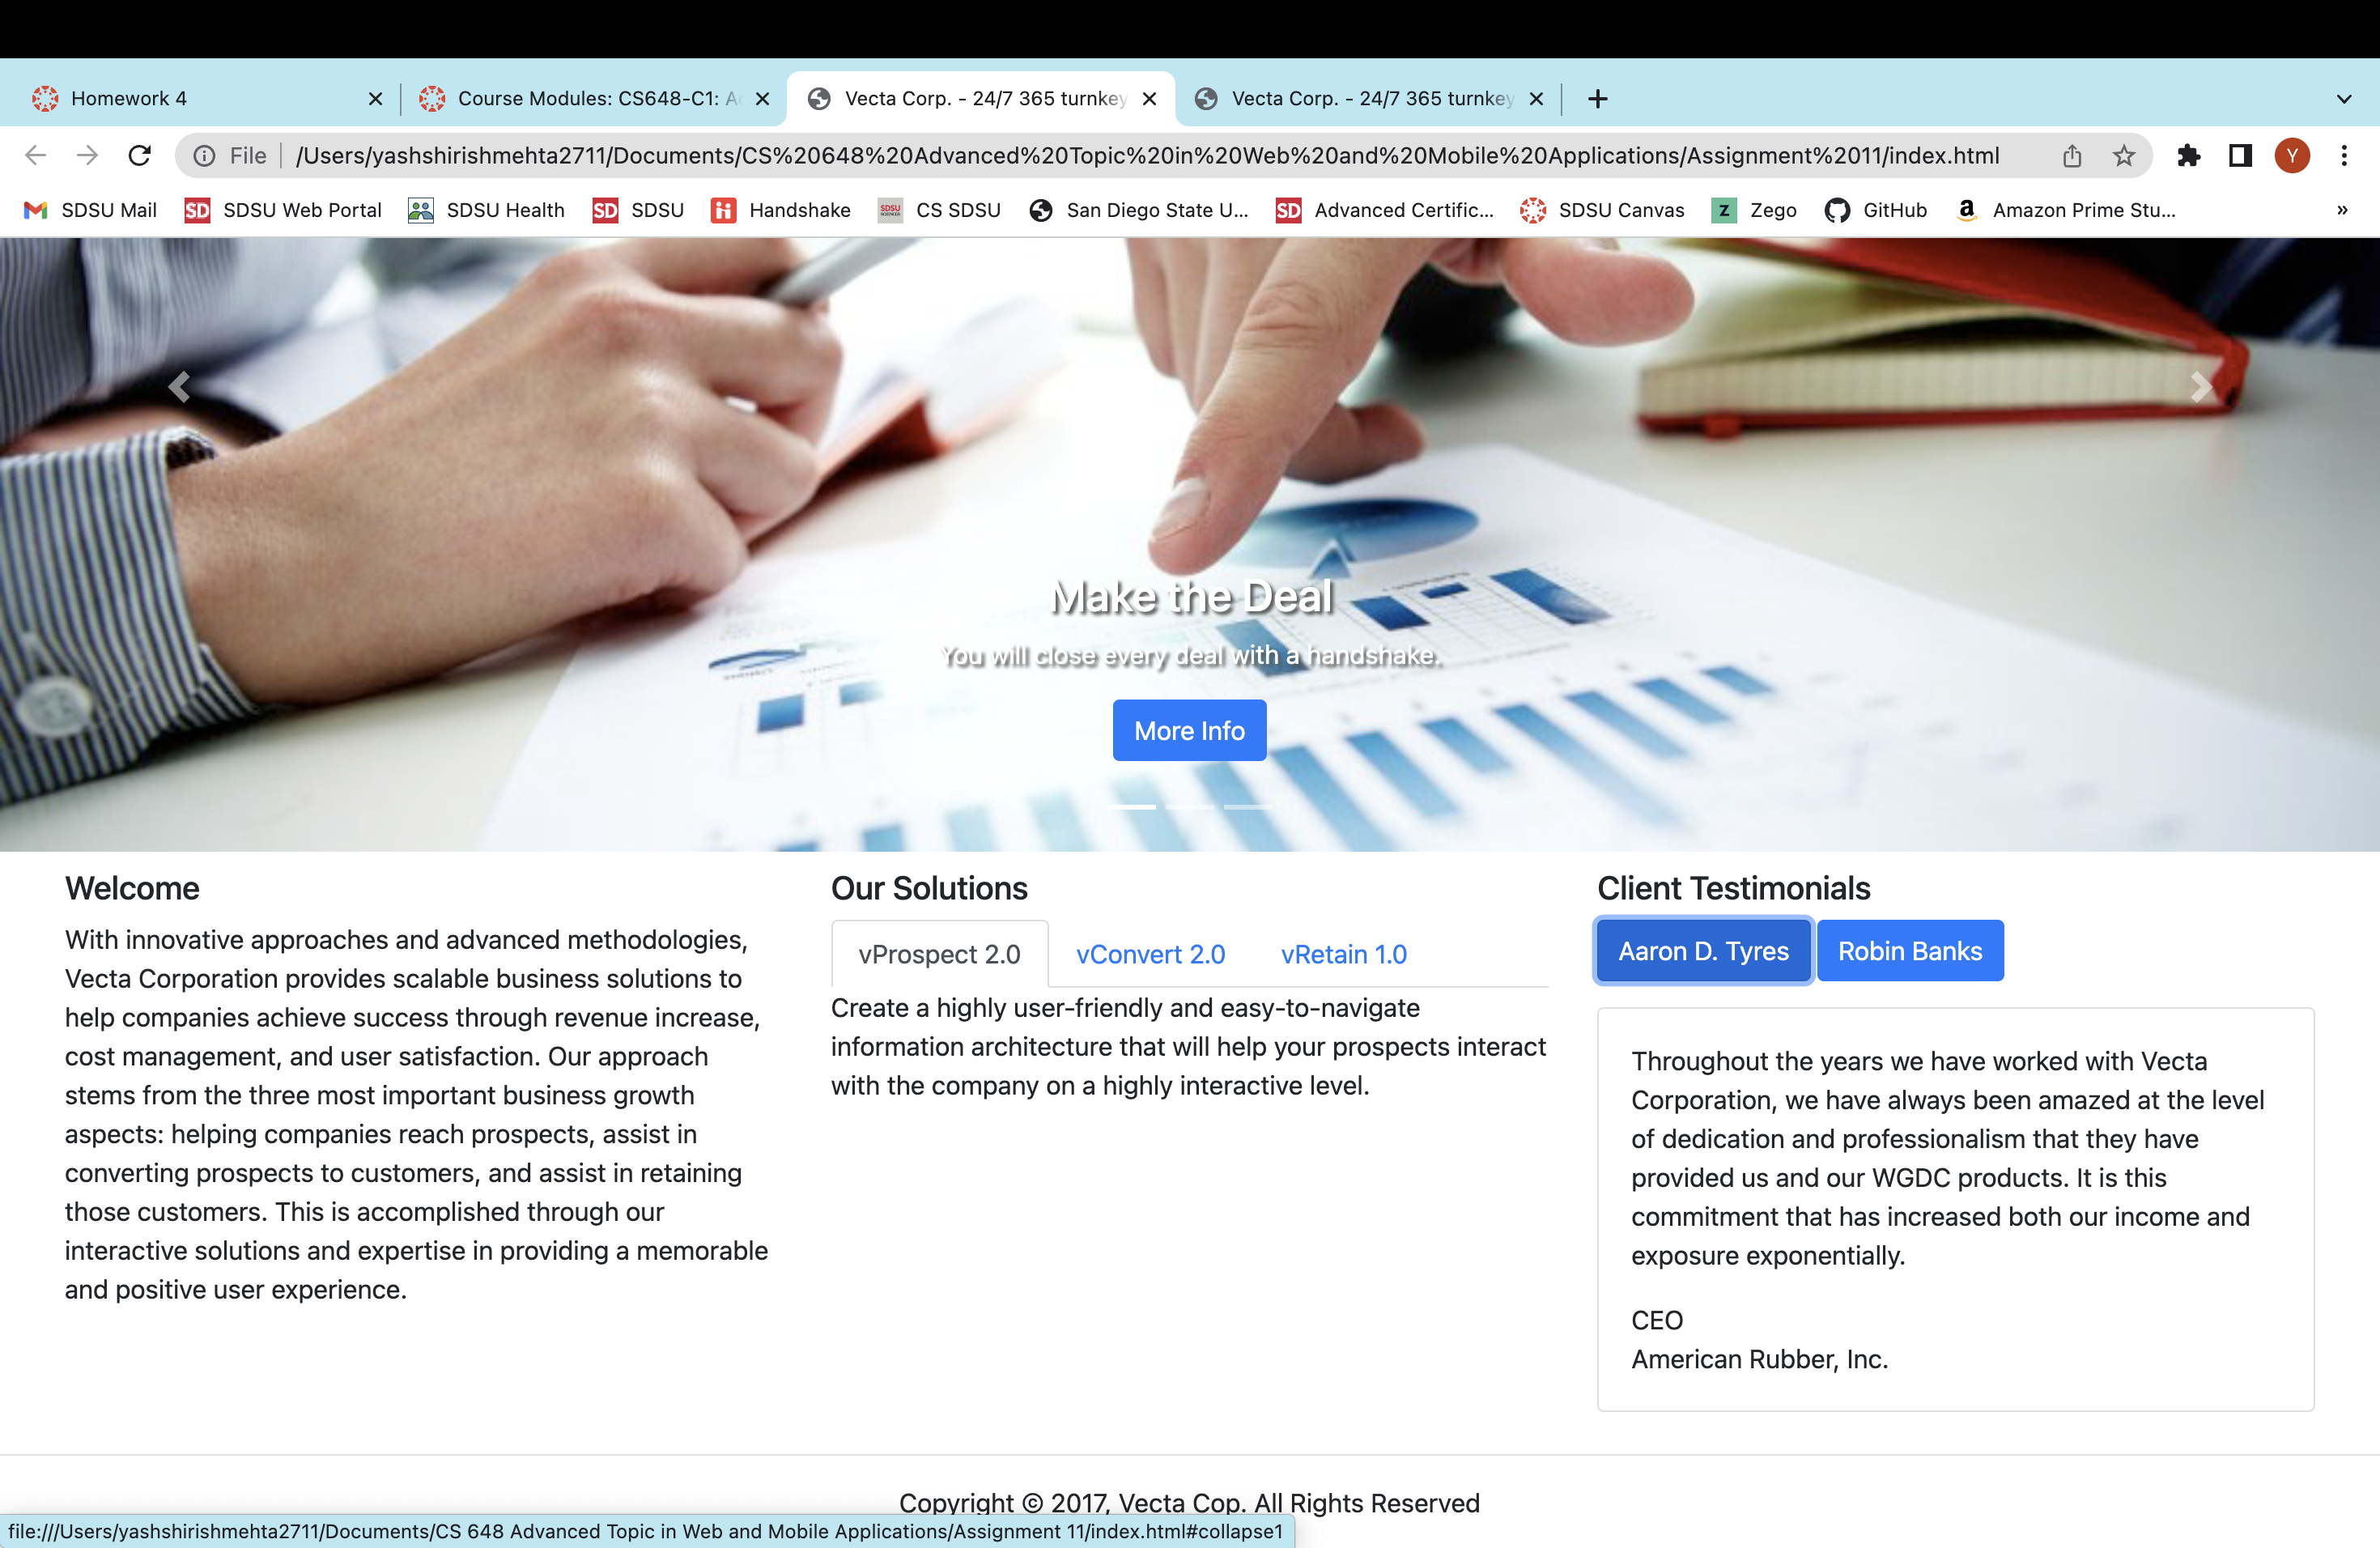 Homework 4
Course Modules: CS648-C1: A
Vecta Corp. - 24/7 365 turnkey
Vecta Corp. - 24/7 365 turnkey
File
/Users/yashshirishmehta2711/Documents/CS%20648%20Advanced%20Topic%20in%20Web%20and%20Mobile%20Applications/Assignment%2011/index.html
Y
SDSU Mail
SD SDSU Web Portal
SDSU Health
SD SDSU
Handshake
CS SDSU
San Diego State U...
SD Advanced Certific...
SDSU Canvas
Z Zego
GitHub
a Amazon Prime Stu...
»
Make the Deal
You will close every deal with a handshake.
More Info
Welcome
With innovative approaches and advanced methodologies,
Vecta Corporation provides scalable business solutions to
help companies achieve success through revenue increase,
cost management, and user satisfaction. Our approach
stems from the three most important business growth
aspects: helping companies reach prospects, assist in
converting prospects to customers, and assist in retaining
those customers. This is accomplished through our
interactive solutions and expertise in providing a memorable
and positive user experience.
Our Solutions
vProspect 2.0 vConvert 2.0 vRetain 1.0
Create a highly user-friendly and easy-to-navigate
information architecture that will help your prospects interact
with the company on a highly interactive level.
Client Testimonials
Aaron D. Tyres Robin Banks
Throughout the years we have worked with Vecta
Corporation, we have always been amazed at the level
of dedication and professionalism that they have
provided us and our WGDC products. It is this
commitment that has increased both our income and
exposure exponentially.
CEO
American Rubber, Inc.
Copyright © 2017, Vecta Cop. All Rights Reserved
file:///Users/yashshirishmehta2711/Documents/CS 648 Advanced Topic in Web and Mobile Applications/Assignment 11/index.html#collapse1